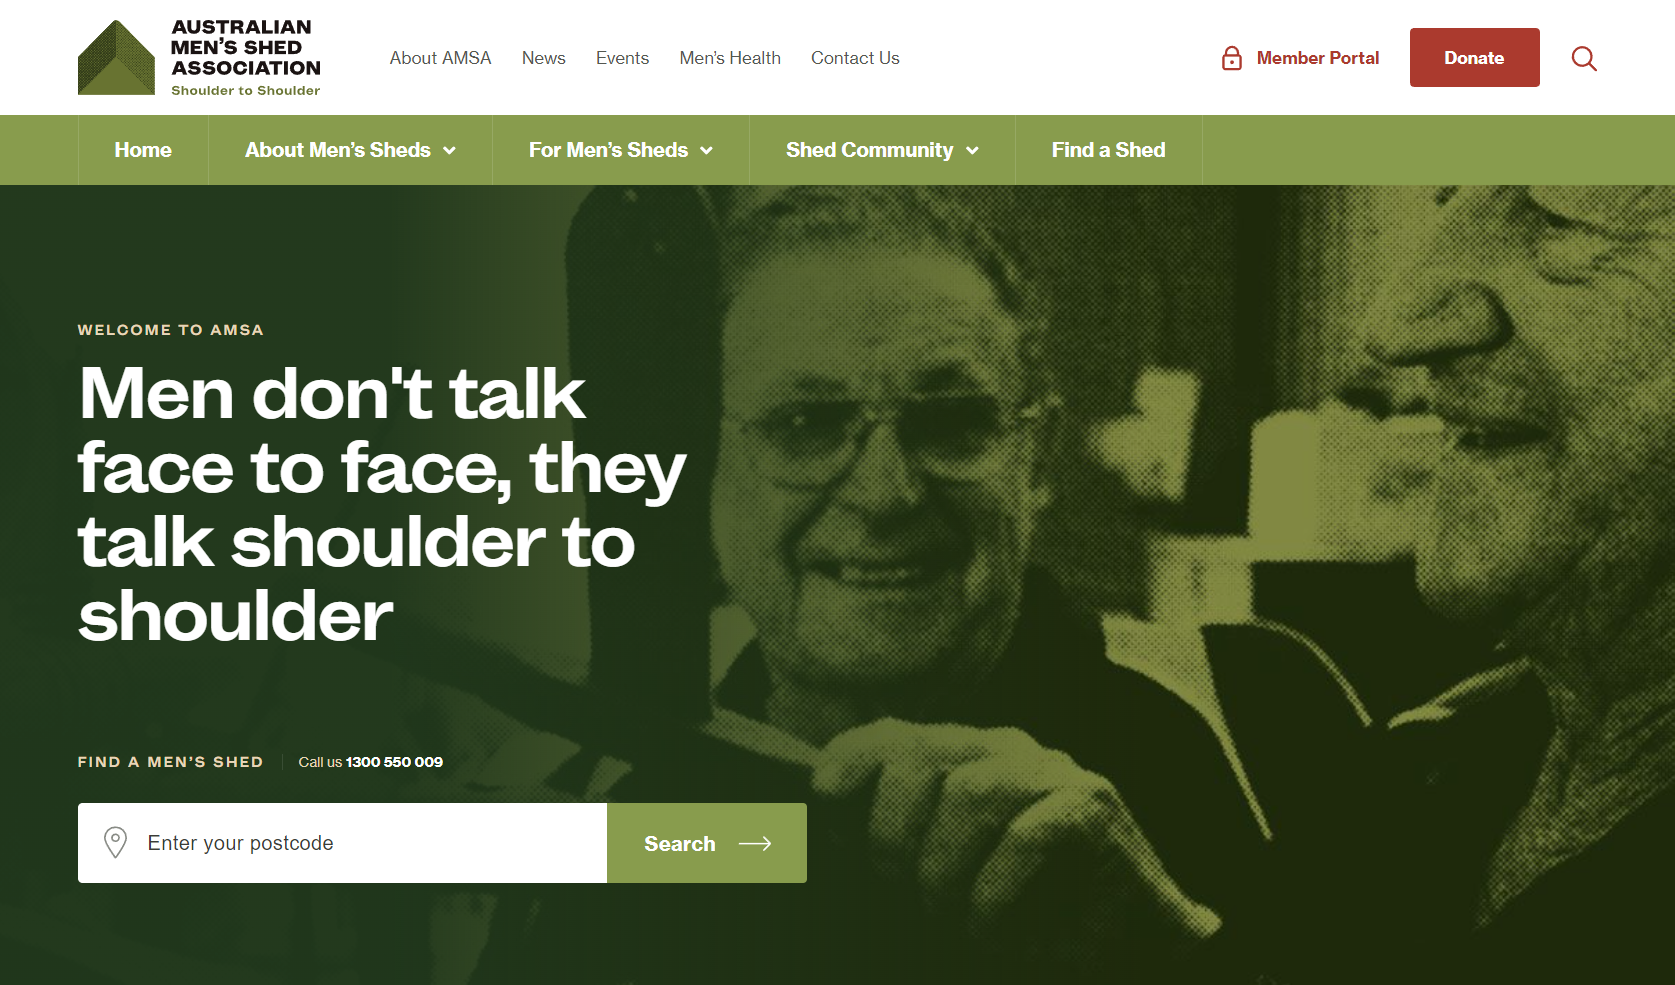 AUSTRALIAN
MEN'S SHED
ASSOCIATION
Shoulder to Shoulder
About AMSA
News
Events
Men's Health
Contact Us
Member Portal
Donate
Home
About Men's Sheds
For Men's Sheds
Shed Community
Find a Shed
WELCOME TO AMSA
Men don't talk
face to face, they
talk shoulder to
shoulder
FIND A MEN'S SHED
Call us 1300 550 009
Enter your postcode
Search